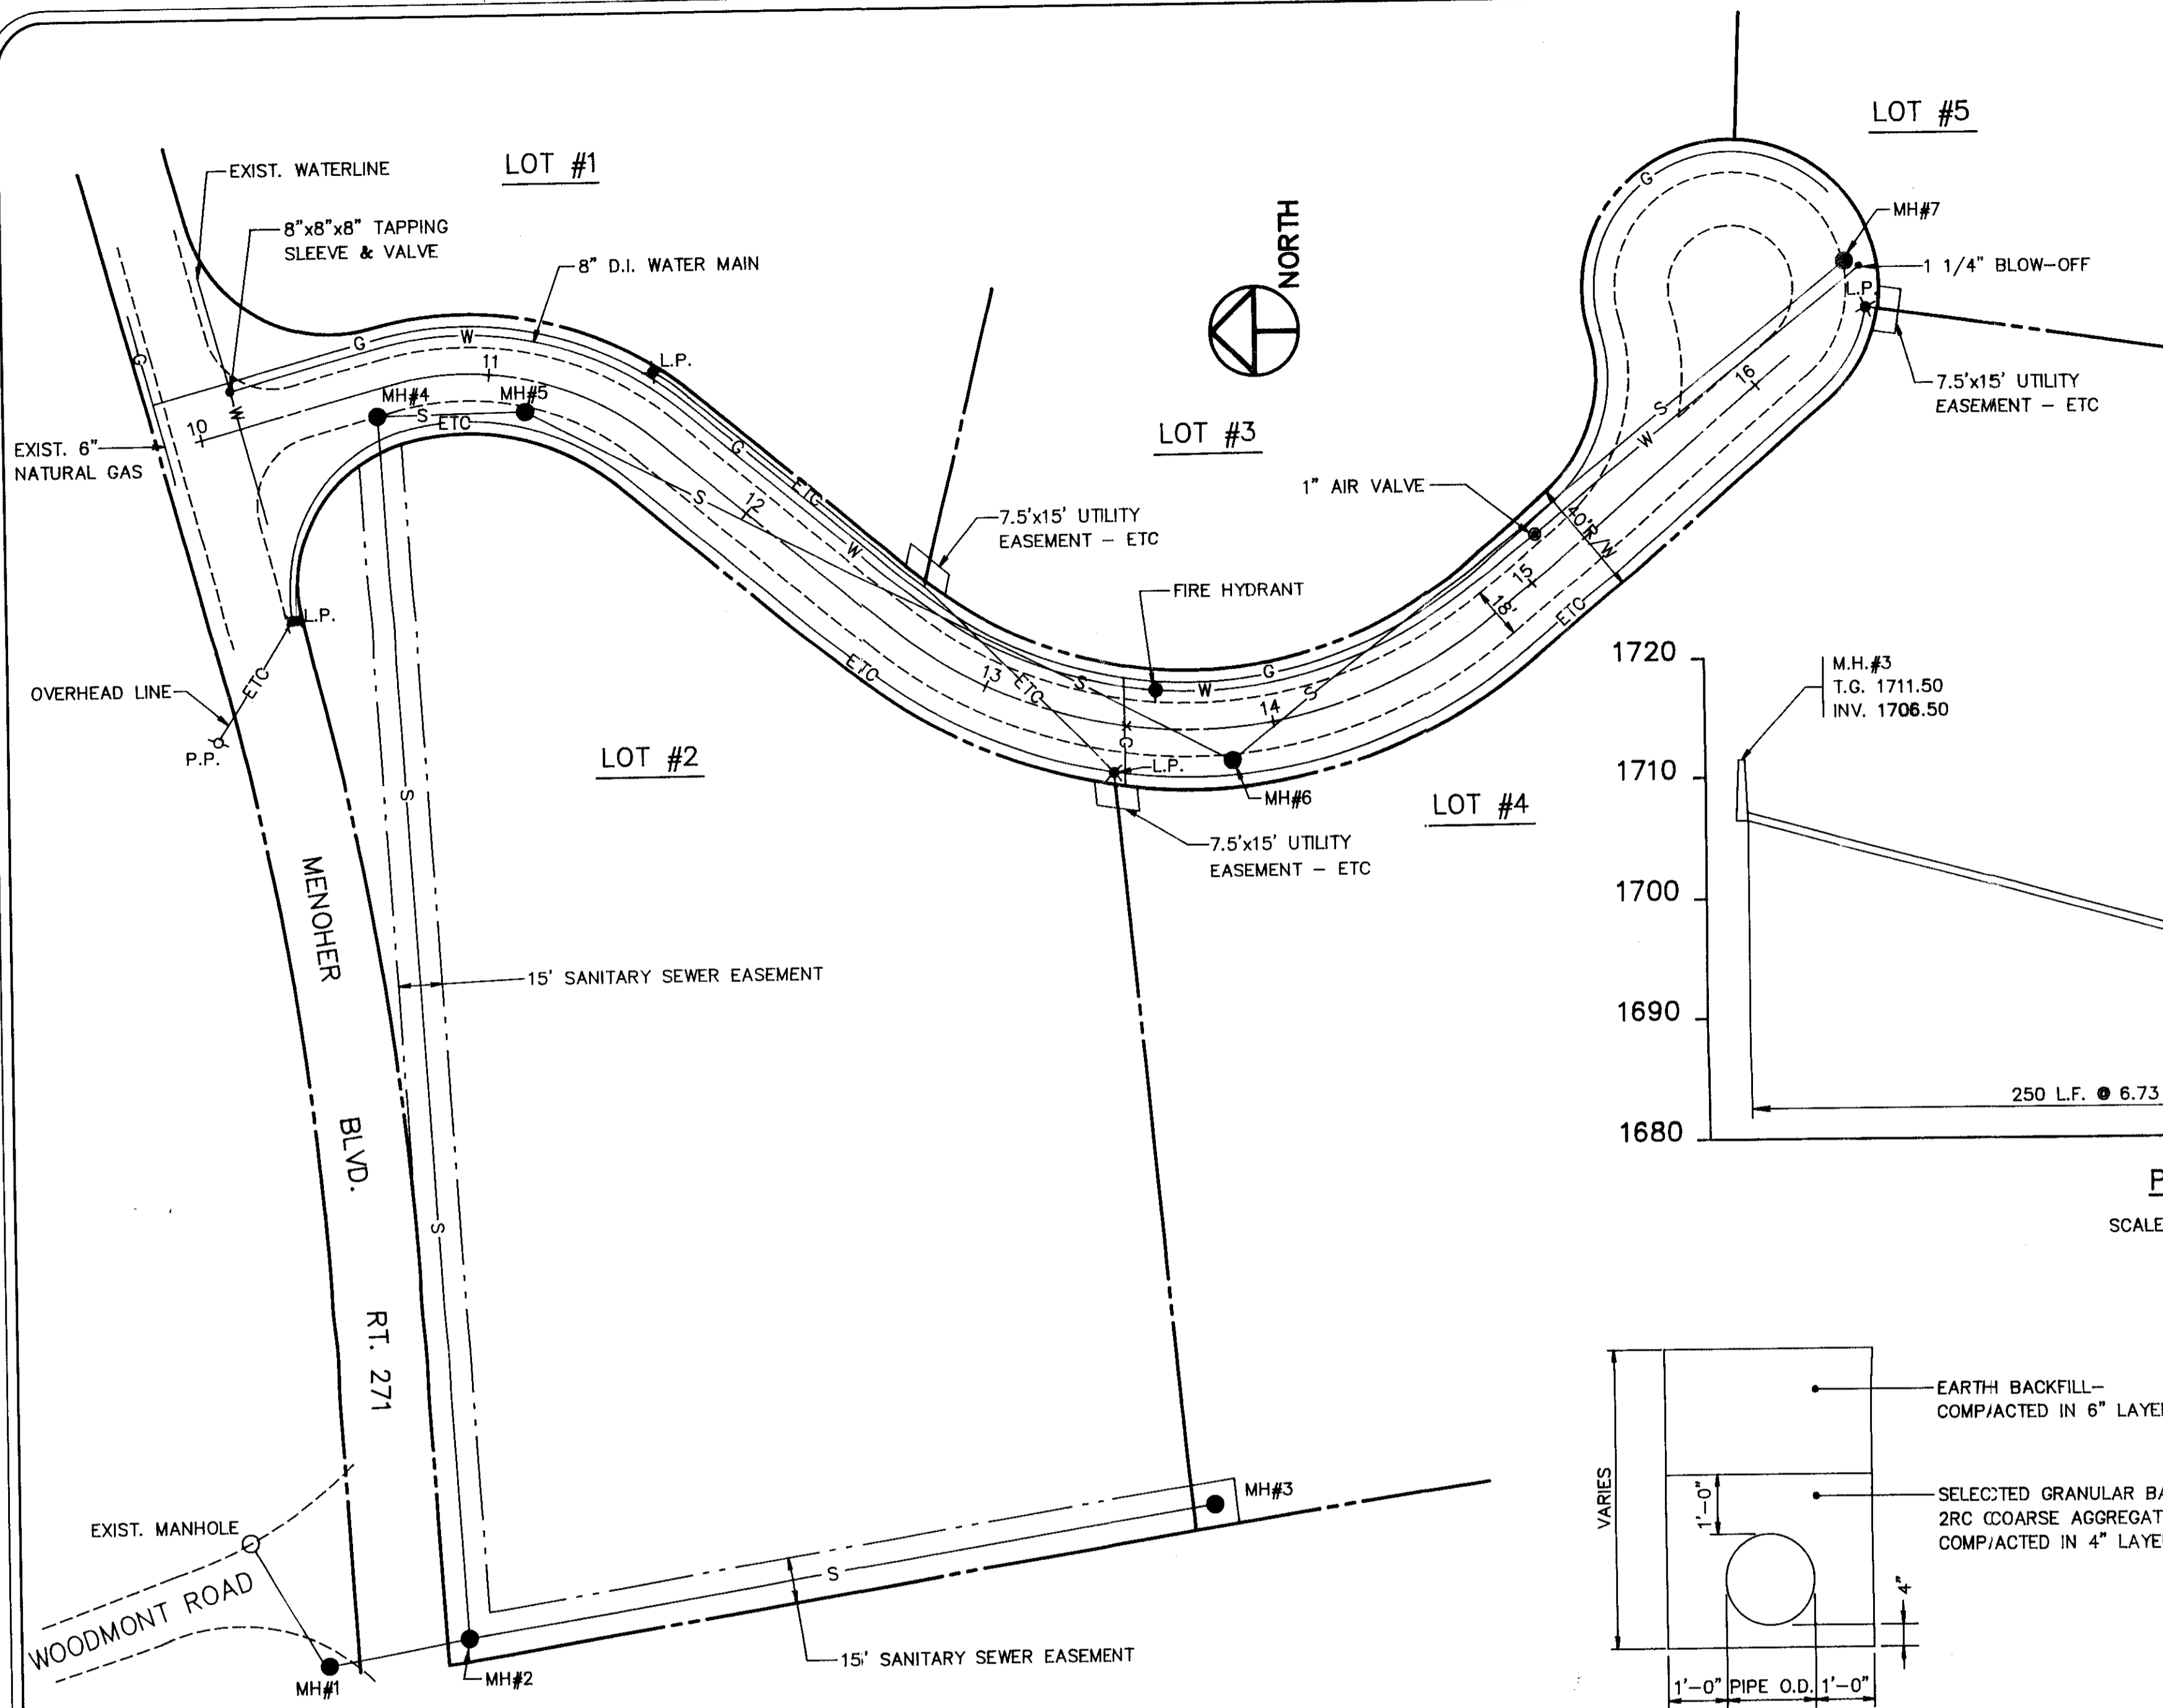 LOT #1
LOT #5
EXIST. WATERLINE
8"x8"x8" TAPPING
SLEEVE & VALVE
8" D.I. WATER MAIN
NORTH
G
MH#7
1 1/4" BLOW-OFF
L.P.
7.5'x15' UTILITY
EASEMENT - ETC
G
G
W
11
L.P.
MH#4
MH#5
S
ETC
W
10
EXIST. 6"
NATURAL GAS
16
S
W
LOT #3
G
ETC
S
12
W
1" AIR VALVE
40'R/W
7.5'x15' UTILITY
EASEMENT - ETC
15
18'
ETC
FIRE HYDRANT
L.P.
ETC
OVERHEAD LINE
P.P.
ETC
13
ETC
S
W
G
S
14
G
L.P.
MH#6
LOT #2
LOT #4
7.5'x15' UTILITY
EASEMENT - ETC
S
MENOHER
BLVD.
RT. 271
15' SANITARY SEWER EASEMENT
S
1720
1710
1700
1690
1680
M.H.#3
T.G. 1711.50
INV. 1706.50
250 L.F. @ 6.73
P
SCALE
EXIST. MANHOLE
WOODMONT ROAD
MH#1
MH#2
MH#3
S
15' SANITARY SEWER EASEMENT
VARIES
EARTH BACKFILL-
COMPACTED IN 6" LAYE
1'-0"
SELECTED GRANULAR BA
2RC COARSE AGGREGAT
COMPACTED IN 4" LAYE
4"
1'-0" PIPE O.D. 1'-0"